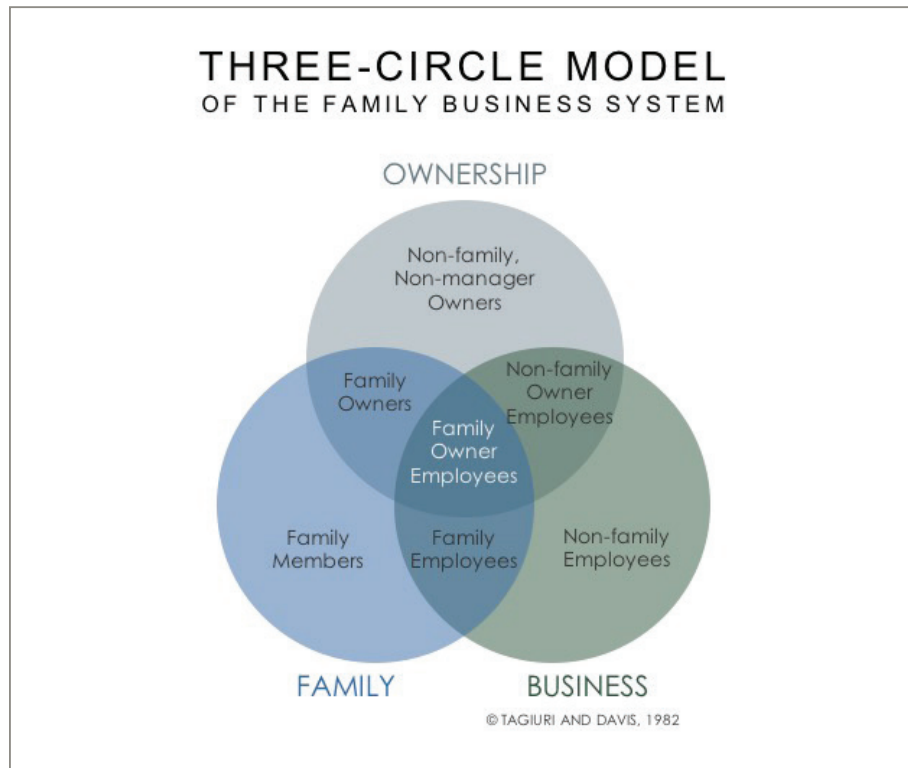 THREE-CIRCLE MODEL
OF THE FAMILY BUSINESS SYSTEM
OWNERSHIP
Non-family,
Non-manager
Owners
Family
Owners
Non-family
Owner
Employees
Family
Owner
Employees
Family
Members
Family
Employees
Non-family
Employees
FAMILY
BUSINESS
© TAGIURI AND DAVIS, 1982